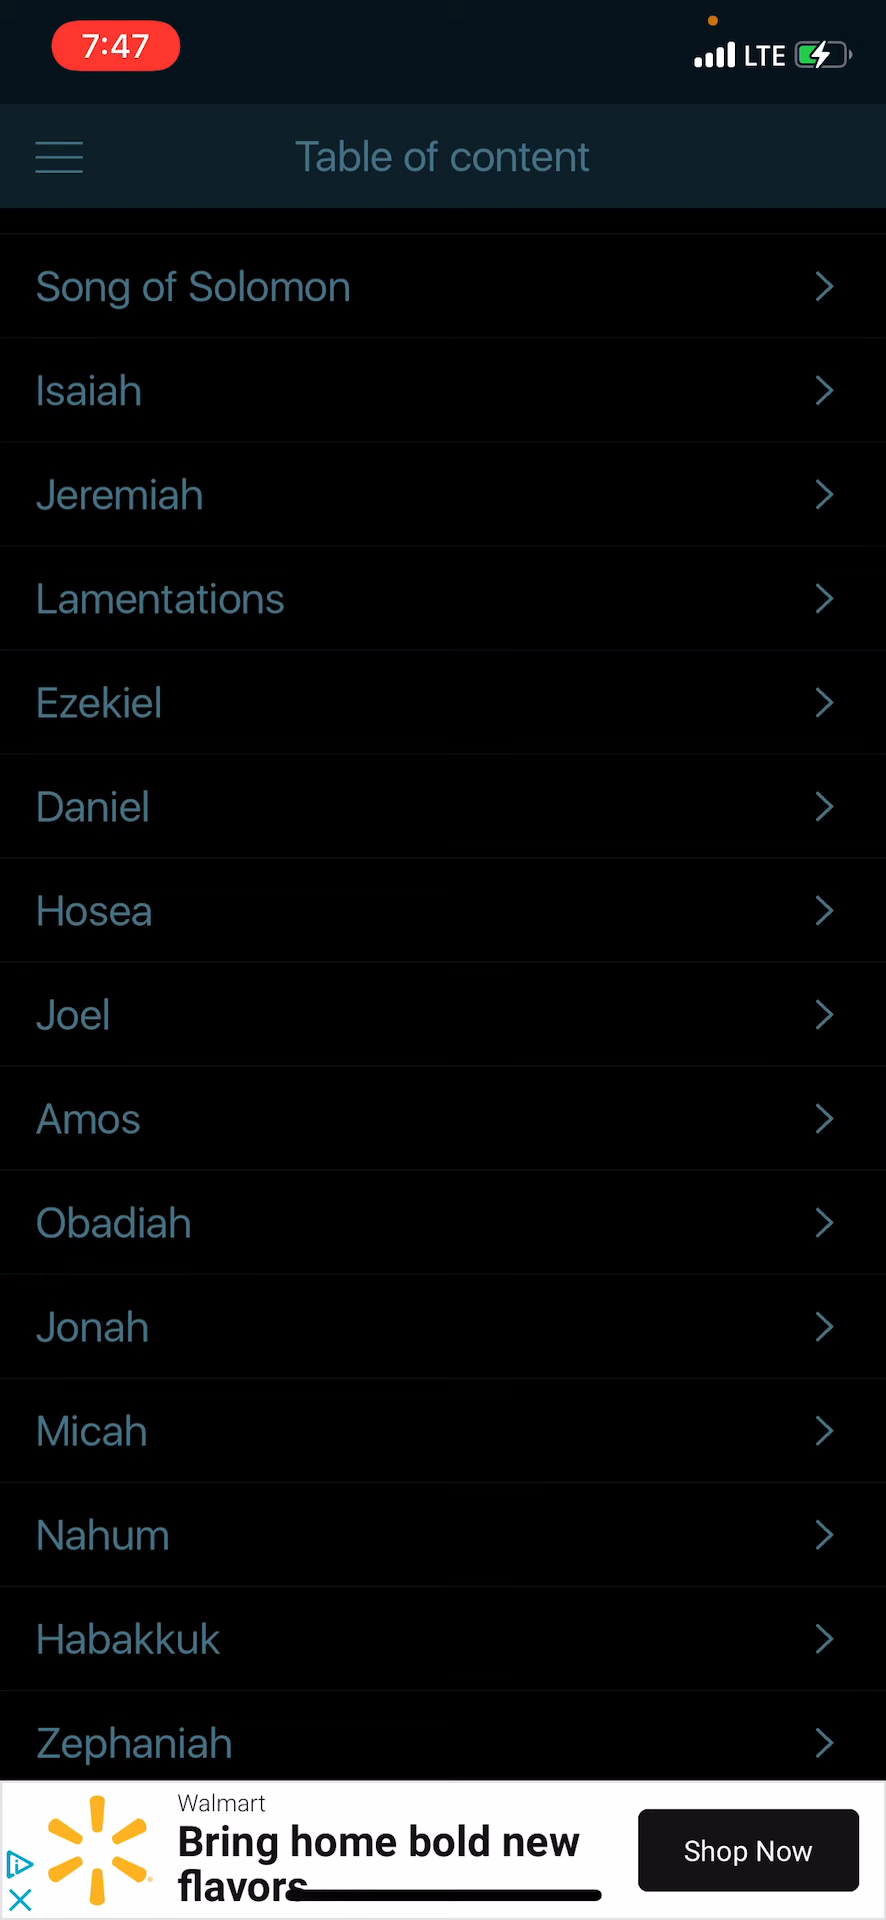 7:47
LTE
Table of content
Song of Solomon
Isaiah
Jeremiah
Lamentations
Ezekiel
Daniel
Hosea
Joel
Amos
Obadiah
Jonah
Micah
Nahum
Habakkuk
Zephaniah
Walmart
Bring home bold new
flavors
Shop Now